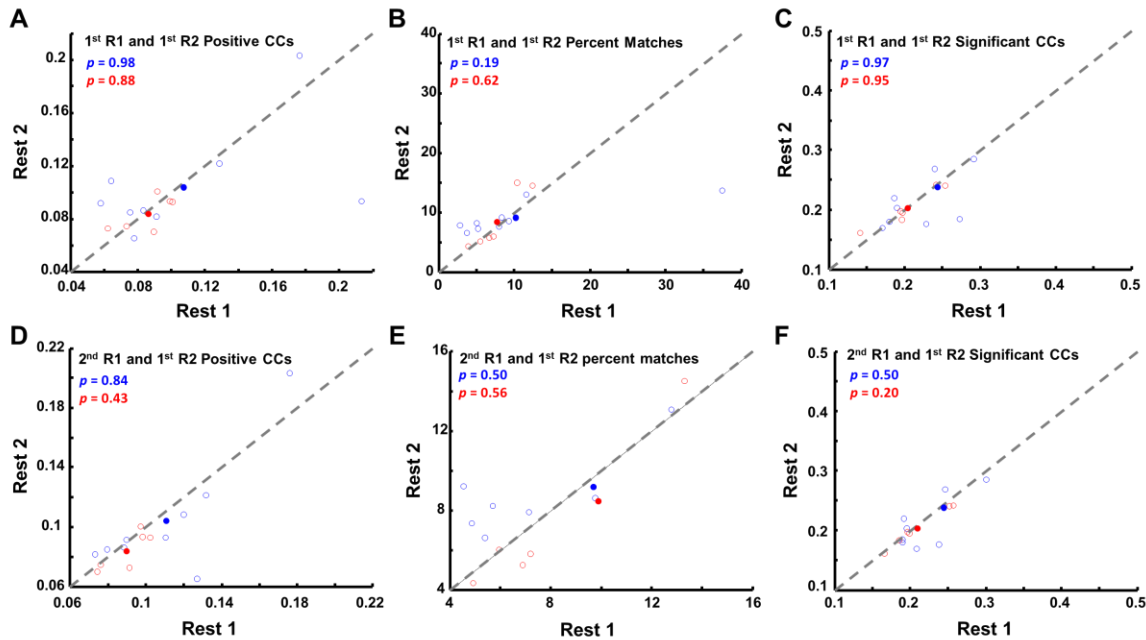 A
1st R1 and 1st R2 Positive CCs
p = 0.98
p = 0.88
0.2
0.16
0.12
0.08
0.04
0.04
0.08
0.12
0.16
0.2
Rest 2
Rest 1
B
1st R1 and 1st R2 Percent Matches
p = 0.19
p = 0.62
40
30
20
10
0
0
10
20
30
40
Rest 2
Rest 1
C
1st R1 and 1st R2 Significant CCs
p = 0.97
p = 0.95
0.5
0.4
0.3
0.2
0.1
0.1
0.2
0.3
0.4
0.5
Rest 2
Rest 1
D
2nd R1 and 1st R2 Positive CCs
p = 0.84
p = 0.43
0.22
0.18
0.14
0.1
0.06
0.06
0.1
0.14
0.18
0.22
Rest 2
Rest 1
E
2nd R1 and 1st R2 percent matches
p = 0.50
p = 0.56
16
12
8
4
4
8
12
16
Rest 2
Rest 1
F
2nd R1 and 1st R2 Significant CCs
p = 0.50
p = 0.20
0.5
0.4
0.3
0.2
0.1
0.1
0.2
0.3
0.4
0.5
Rest 2
Rest 1